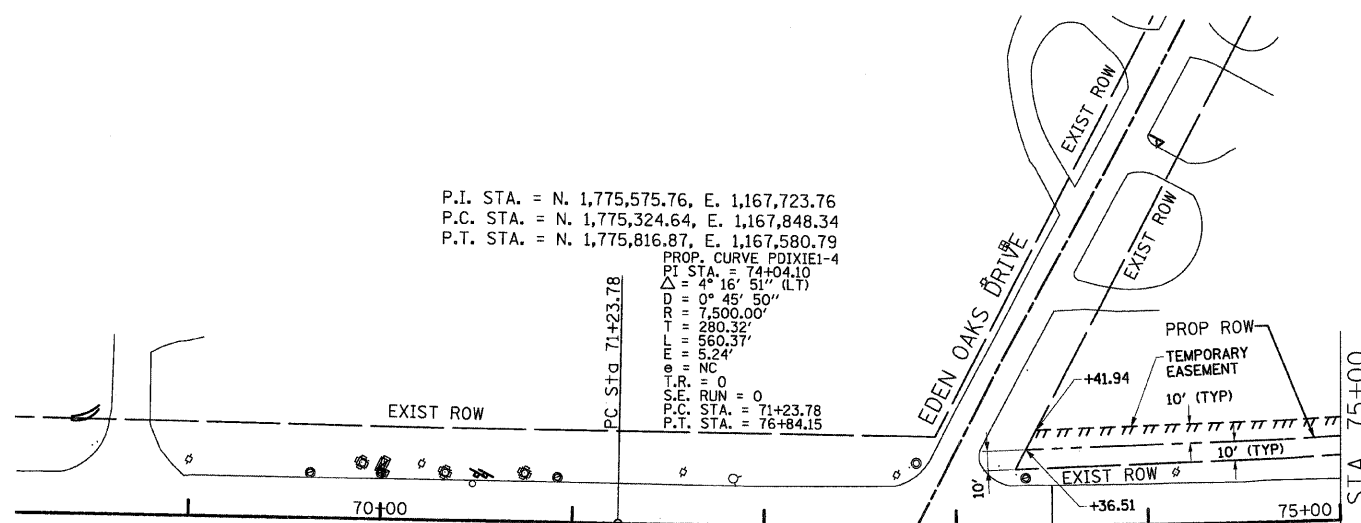 P.I. STA. = N. 1,775,575.76, E. 1,167,723.76
P.C. STA. = N. 1,775,324.64, E. 1,167,848.34
P.T. STA. = N. 1,775,816.87, E. 1,167,580.79
PROP. CURVE PDIXIE1-4
PI STA. = 74+04.10
Δ = 4° 16' 51" (LT)
D = 0° 45' 50"
R = 7,500.00'
T = 280.32'
L = 560.37'
E = 5.24'
e = NC
T.R. = 0
S.E. RUN = 0
P.C. STA. = 71+23.78
P.T. STA. = 76+84.15
PC Sta 71+23.78
EXIST ROW
70+00
EDEN OAKS DRIVE
EXIST ROW
EXIST ROW
PROP ROW
TEMPORARY
EASEMENT
10' (TYP)
+41.94
10' (TYP)
EXIST ROW
10'
+36.51
75+00
STA 75+00